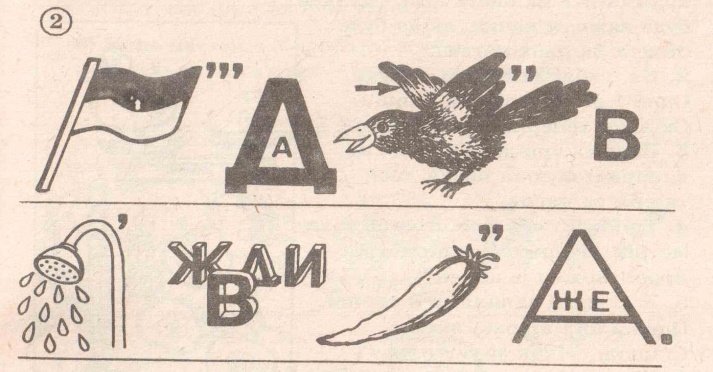 2
,,, Д А ,, В
, ЖДИ В ,, А ЖЕ .